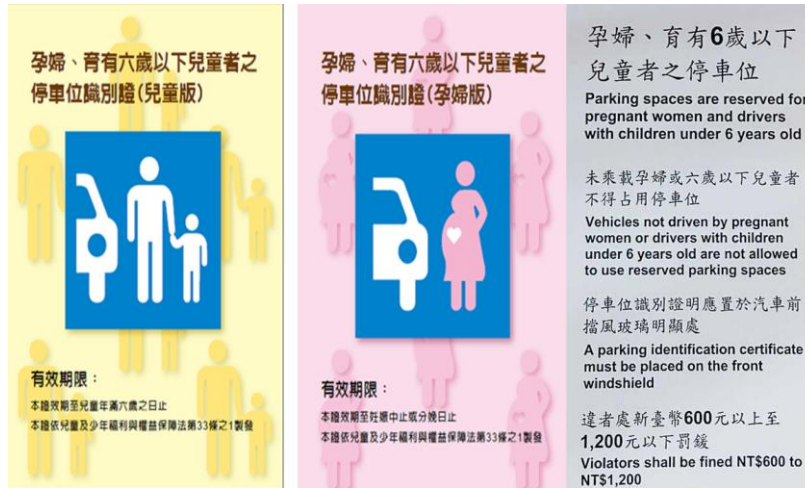 孕婦、育有六歲以下兒童者之
停車位識別證(兒童版)
有效期限：
本證效期至兒童年滿六歲之日止
本證依兒童及少年福利與權益保障法第33條之1製發
孕婦、育有六歲以下兒童者之
停車位識別證(孕婦版)
有效期限：
本證效期至妊娠中止或分娩日止
本證依兒童及少年福利與權益保障法第33條之1製發
孕婦、育有6歲以下
兒童者之停車位
Parking spaces are reserved for
pregnant women and drivers
with children under 6 years old
未乘載孕婦或六歲以下兒童者
不得占用停車位
Vehicles not driven by pregnant
women or drivers with children
under 6 years old are not allowed
to use reserved parking spaces
停車位識別證明應置於汽車前
擋風玻璃明顯處
A parking identification certificate
must be placed on the front
windshield
違者處新臺幣600元以上至
1,200元以下罰鍰
Violators shall be fined NT$600 to
NT$1,200